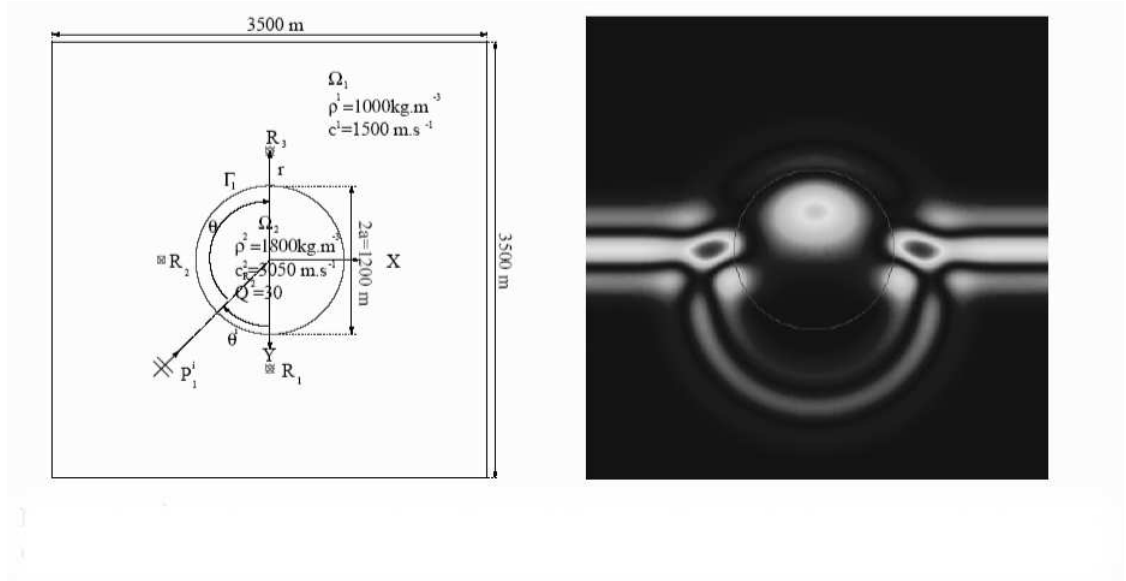 3500 m
Ω₁
ρ¹=1000kg.m⁻³
c¹=1500 m.s⁻¹
R₃
r
Γ₁
θ
Ω₂
ρ²=1800kg.m⁻³
R₂
=3050 m.s⁻¹
X
2a=1200 m
3500 m
Q²=30
θⁱ
Y
P₁ⁱ
R₁